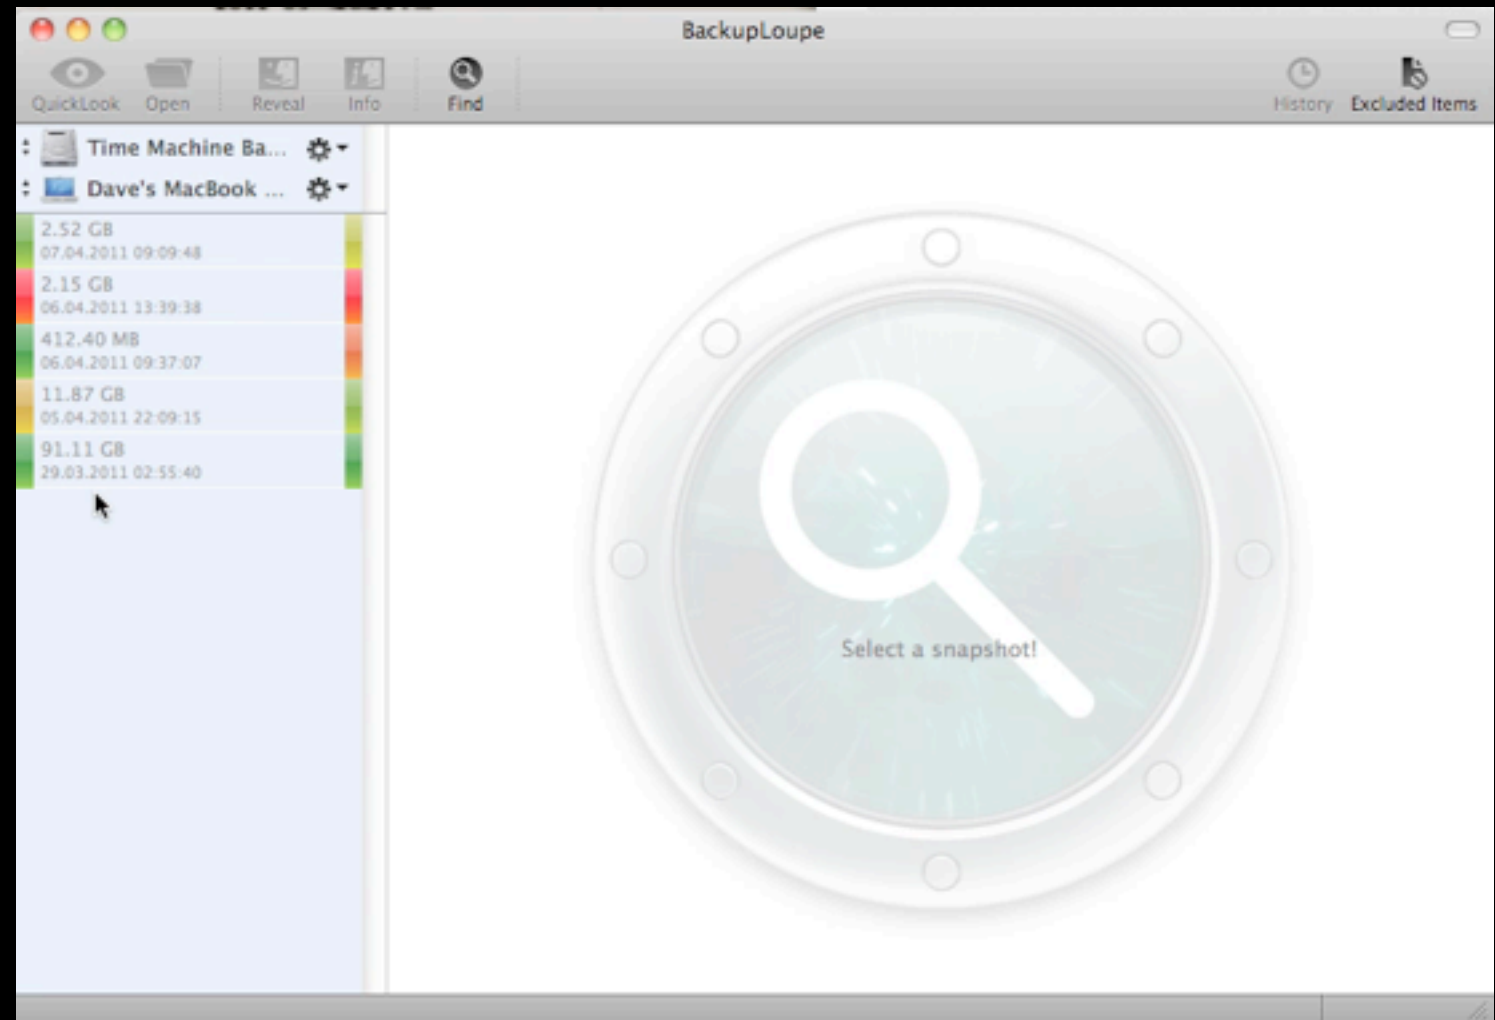 BackupLoupe
QuickLook Open Reveal Info Find History Excluded Items
Time Machine Ba...
Dave's MacBook ...
2.52 GB
07.04.2011 09:09:48
2.15 GB
06.04.2011 13:39:38
412.40 MB
06.04.2011 09:37:07
11.87 GB
05.04.2011 22:09:15
91.11 GB
29.03.2011 02:55:40
Select a snapshot!